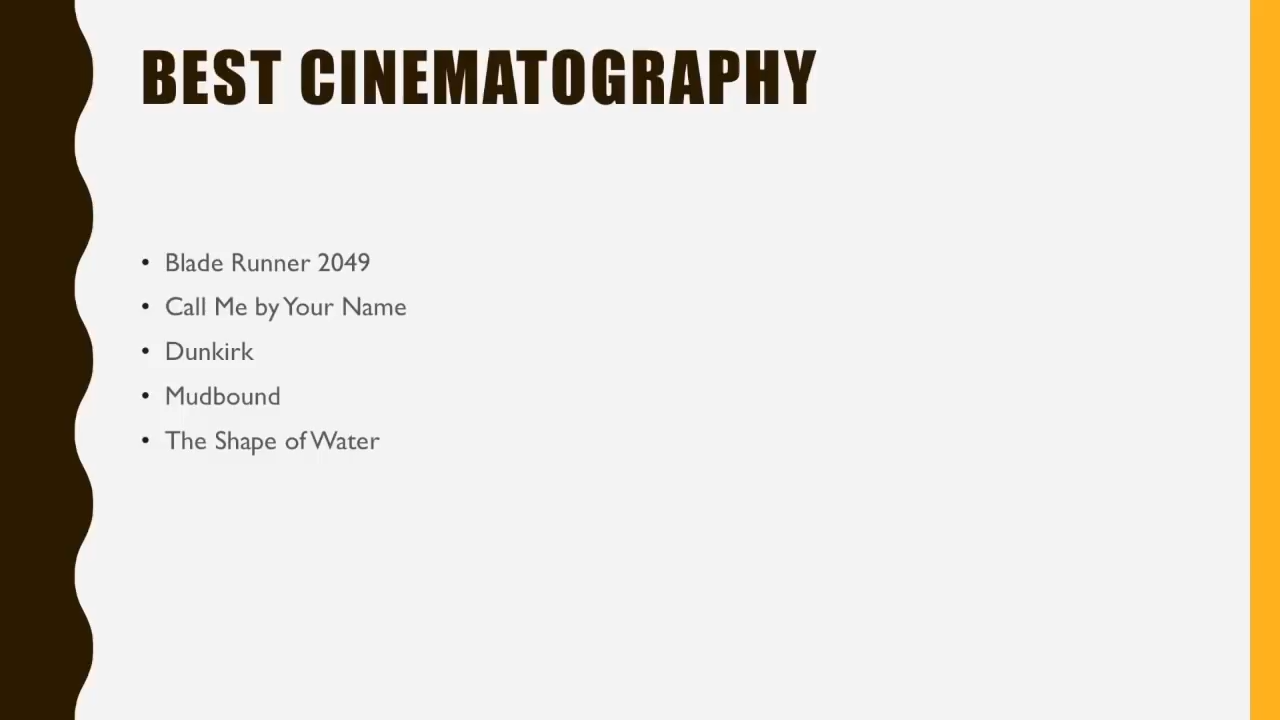 BEST CINEMATOGRAPHY
• Blade Runner 2049
• Call Me by Your Name
• Dunkirk
• Mudbound
• The Shape of Water